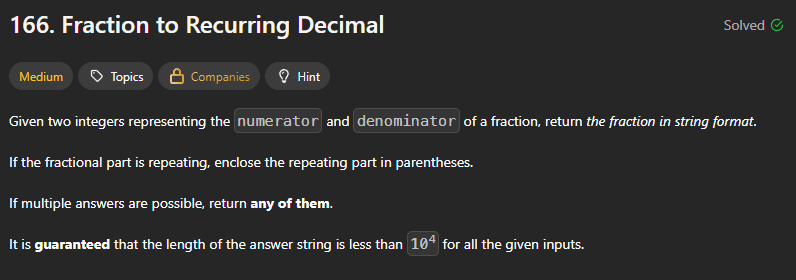 166. Fraction to Recurring Decimal
Solved
Medium Topics Companies Hint
Given two integers representing the numerator and denominator of a fraction, return the fraction in string format.
If the fractional part is repeating, enclose the repeating part in parentheses.
If multiple answers are possible, return any of them.
It is guaranteed that the length of the answer string is less than 10⁴ for all the given inputs.